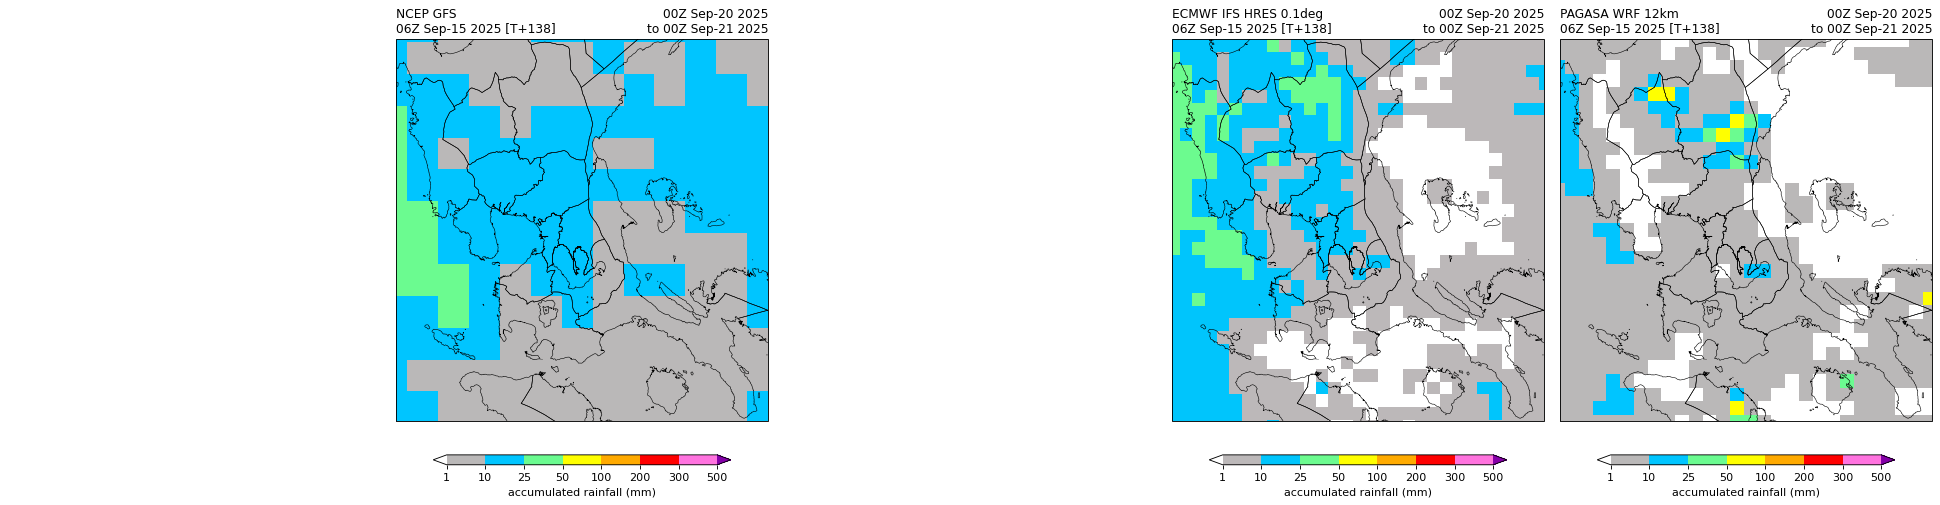 NCEP GFS 00Z Sep-20 2025
06Z Sep-15 2025 [T+138] to 00Z Sep-21 2025
1 10 25 50 100 200 300 500
accumulated rainfall (mm)
ECMWF IFS HRES 0.1deg 00Z Sep-20 2025
06Z Sep-15 2025 [T+138] to 00Z Sep-21 2025
1 10 25 50 100 200 300 500
accumulated rainfall (mm)
PAGASA WRF 12km 00Z Sep-20 2025
06Z Sep-15 2025 [T+138] to 00Z Sep-21 2025
1 10 25 50 100 200 300 500
accumulated rainfall (mm)